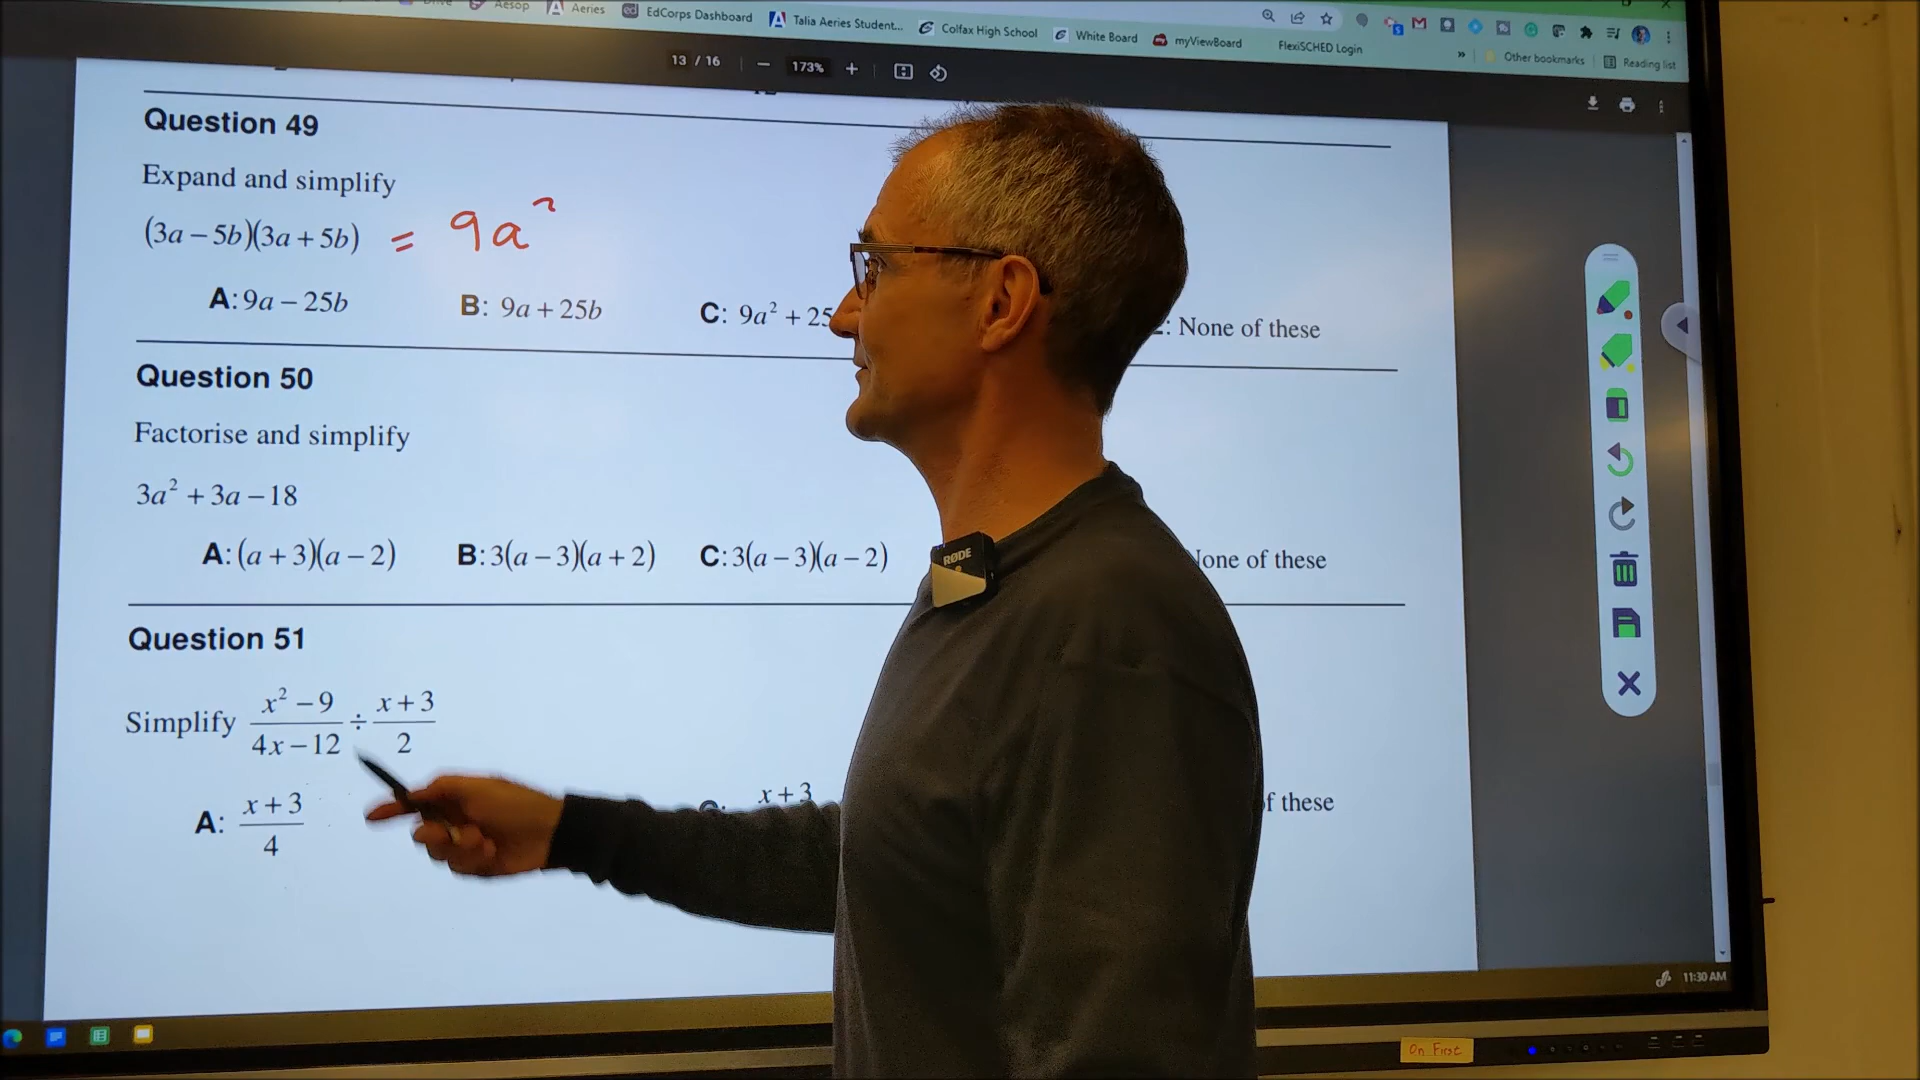 Drive Aesop Aeries EdCorps Dashboard Talia Aeries Student... Colfax High School White Board myViewBoard FlexiSCHED Login » Other bookmarks Reading list
13 / 16 − 173% +
Question 49
Expand and simplify
(3a − 5b)(3a + 5b) = 9a²
A: 9a − 25b B: 9a + 25b C: 9a² + 25 : None of these
Question 50
Factorise and simplify
3a² + 3a − 18
A: (a + 3)(a − 2) B: 3(a − 3)(a + 2) C: 3(a − 3)(a − 2) None of these
RØDE
Question 51
Simplify (x² − 9)/(4x − 12) ÷ (x + 3)/2
A: (x + 3)/4 x + 3 of these
11:30 AM
On First